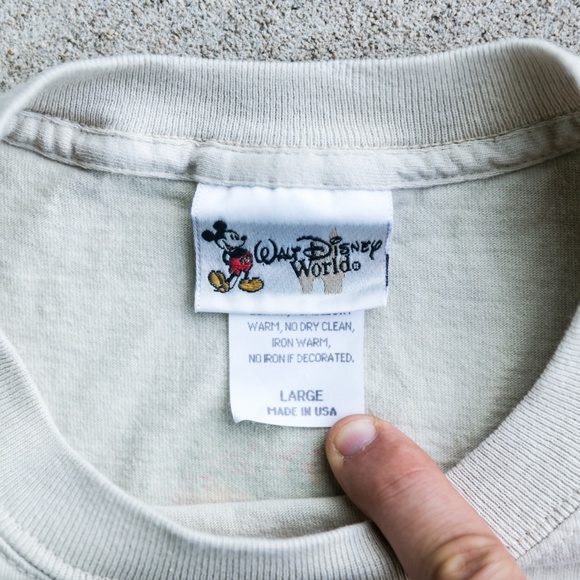 WALT DISNEY
World®
WARM, NO DRY CLEAN,
IRON WARM,
NO IRON IF DECORATED.
LARGE
MADE IN USA